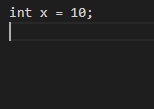 int x = 10;